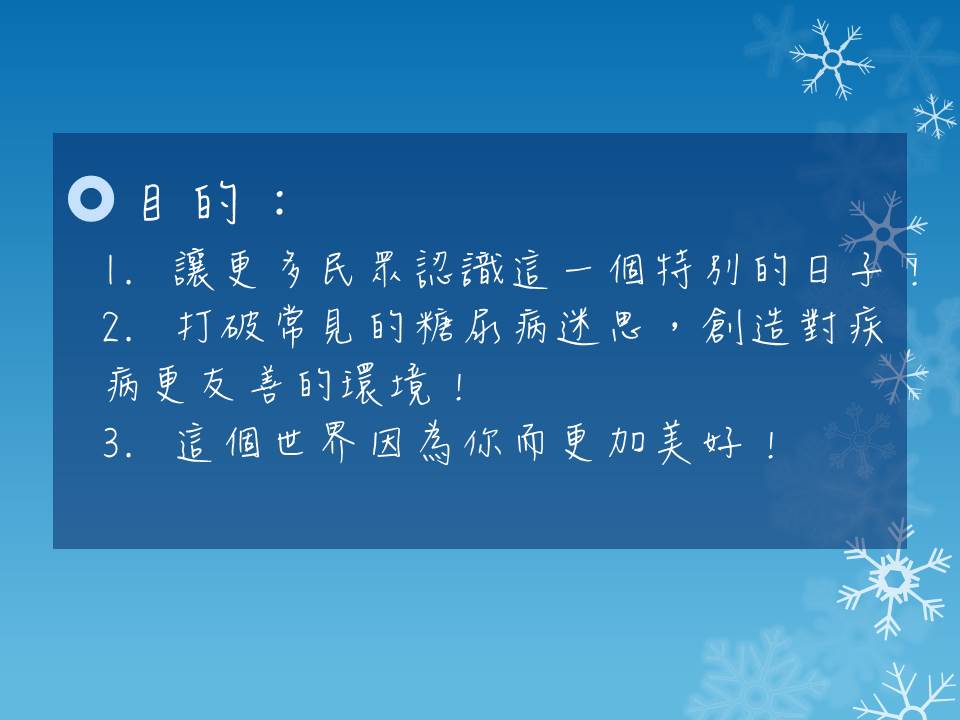 目的：
1. 讓更多民眾認識這一個特別的日子！
2. 打破常見的糖尿病迷思，創造對疾
病更友善的環境！
3. 這個世界因為你而更加美好！